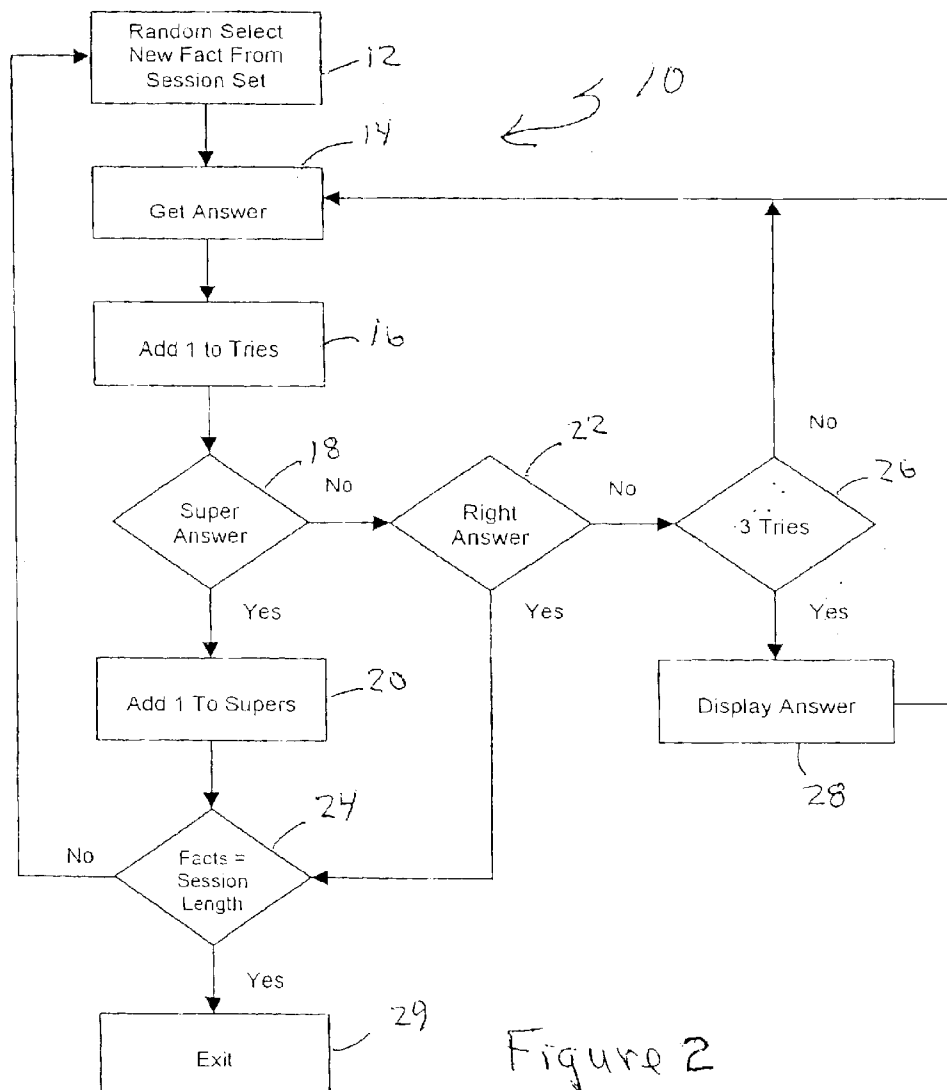 Random Select
New Fact From
Session Set
12
10
14
Get Answer
Add 1 to Tries
16
No
18
22
26
Super
Answer
No
Right
Answer
No
3 Tries
Yes
Yes
Yes
Add 1 To Supers
20
Display Answer
28
24
No
Facts =
Session
Length
Yes
29
Exit
Figure 2